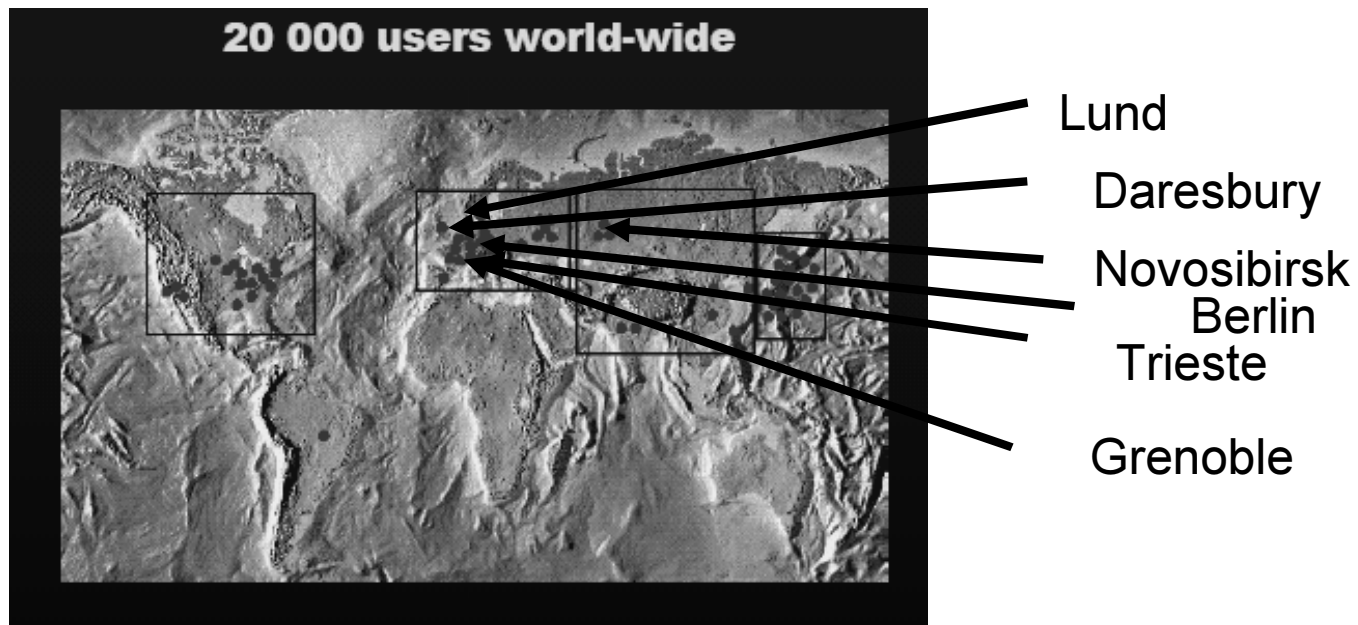 20 000 users world-wide
Lund
Daresbury
Novosibirsk
Berlin
Trieste
Grenoble